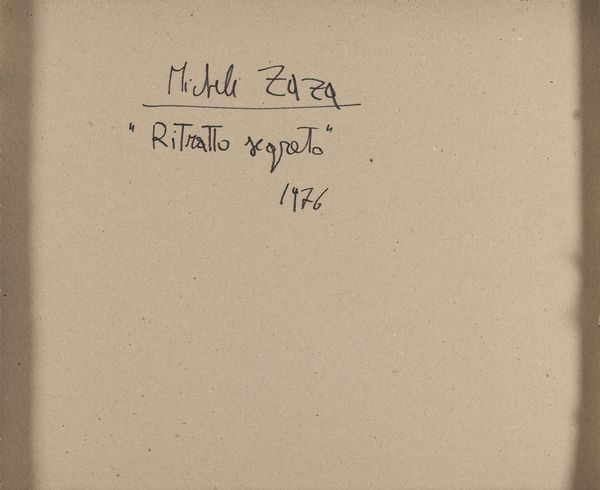 Michele Zaza
"Ritratto segreto"
1976